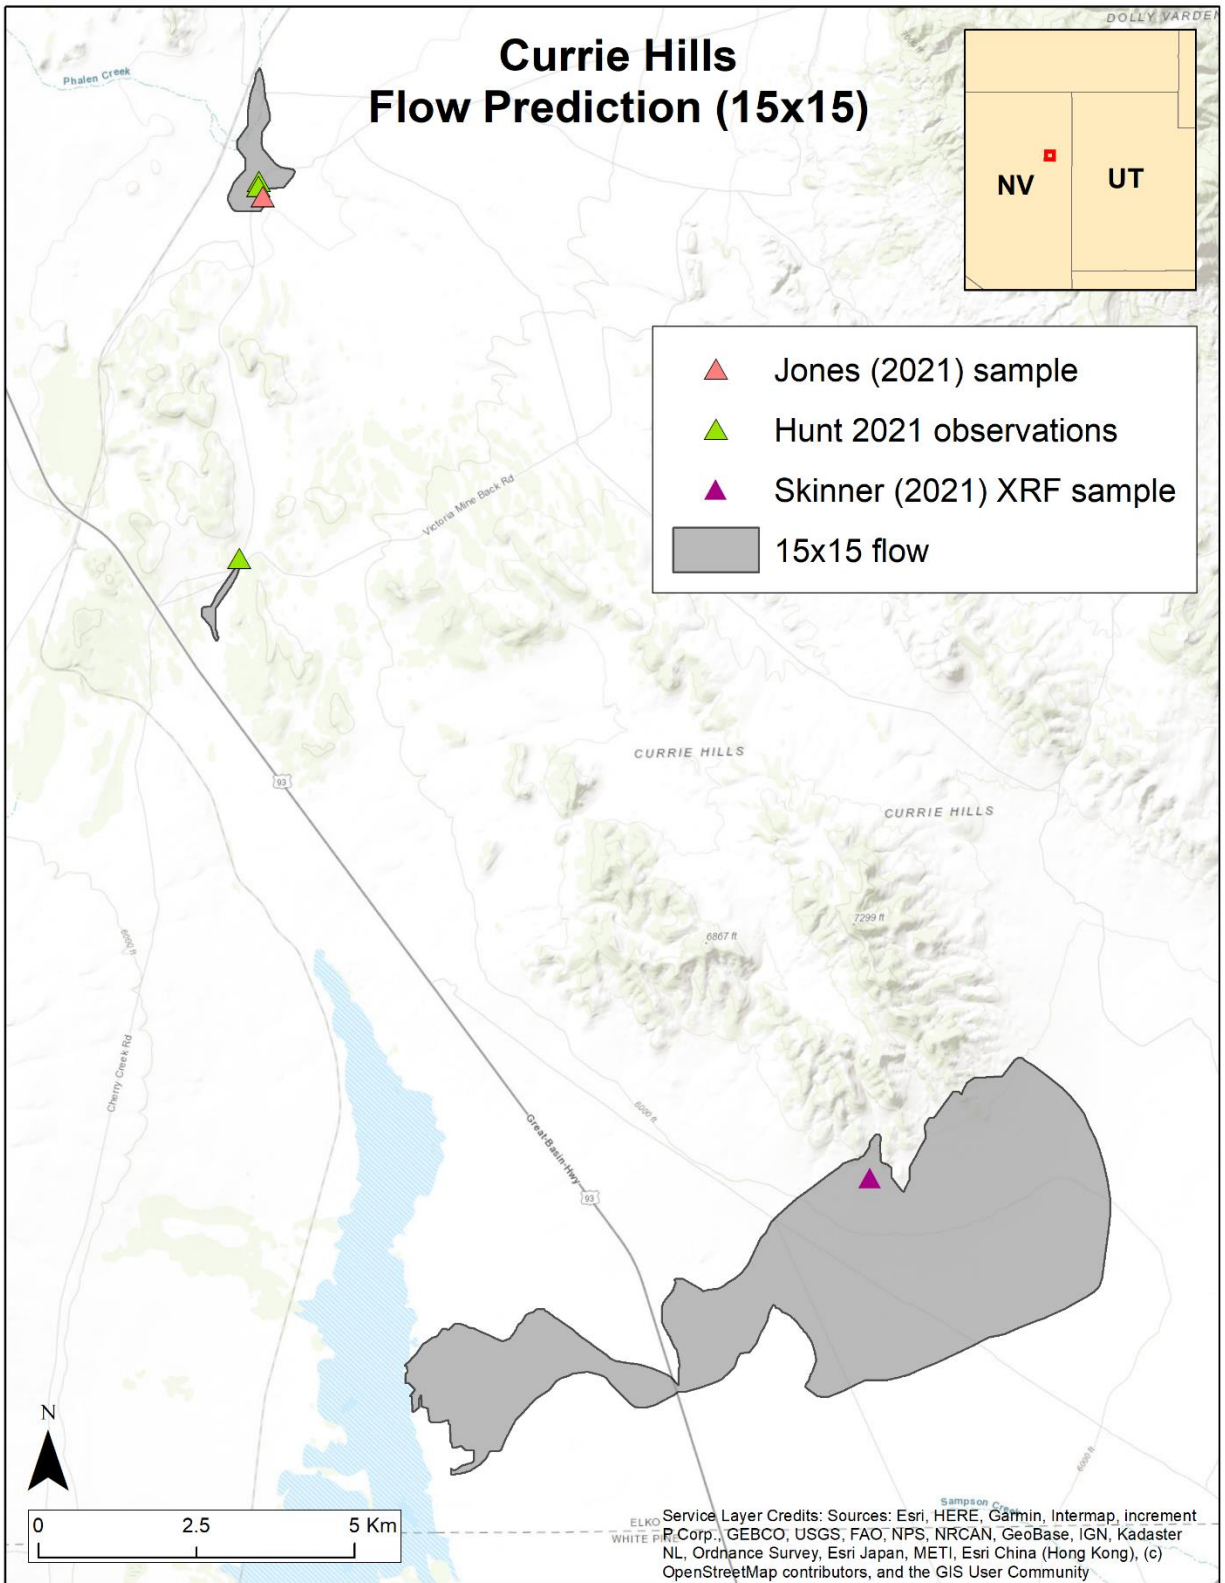 DOLLY VARDEN
Currie Hills
Flow Prediction (15x15)
Phalen Creek
NV
UT
Jones (2021) sample
Hunt 2021 observations
Skinner (2021) XRF sample
15x15 flow
Victoria Mine Back Rd
CURRIE HILLS
93
CURRIE HILLS
7299 ft
6867 ft
6000 ft
Cherry Creek Rd
6000 ft
Great-Basin-Hwy
93
N
6000 ft
0 2.5 5 Km
Sampson Creek
ELKO
WHITE PINE
Service Layer Credits: Sources: Esri, HERE, Garmin, Intermap, increment
P Corp., GEBCO, USGS, FAO, NPS, NRCAN, GeoBase, IGN, Kadaster
NL, Ordnance Survey, Esri Japan, METI, Esri China (Hong Kong), (c)
OpenStreetMap contributors, and the GIS User Community